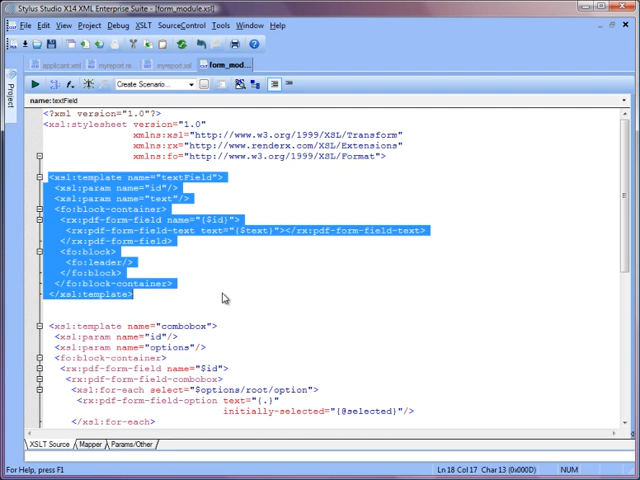 Stylus Studio X14 XML Enterprise Suite - [form_module.xsl]
File Edit View Project Debug XSLT SourceControl Tools Window Help
Create Scenario...
applicant.xml myreport.re... myreport.xsl form_mod...
Project
name:textField
<?xml version="1.0"?>
<xsl:stylesheet version="1.0"
xmlns:xsl="http://www.w3.org/1999/XSL/Transform"
xmlns:rx="http://www.renderx.com/XSL/Extensions"
xmlns:fo="http://www.w3.org/1999/XSL/Format">
<xsl:template name="textField">
<xsl:param name="id"/>
<xsl:param name="text"/>
<fo:block-container>
<rx:pdf-form-field name="{$id}">
<rx:pdf-form-field-text text="{$text}"></rx:pdf-form-field-text>
</rx:pdf-form-field>
<fo:block>
<fo:leader/>
</fo:block>
</fo:block-container>
</xsl:template>
<xsl:template name="combobox">
<xsl:param name="id"/>
<xsl:param name="options"/>
<fo:block-container>
<rx:pdf-form-field name="$id">
<rx:pdf-form-field-combobox>
<xsl:for-each select="$options/root/option">
<rx:pdf-form-field-option text="{.}"
initially-selected="{@selected}"/>
</xsl:for-each>
XSLT Source Mapper Params/Other
For Help, press F1
Ln 18 Col 17 Char 13 (0x000D)
NUM